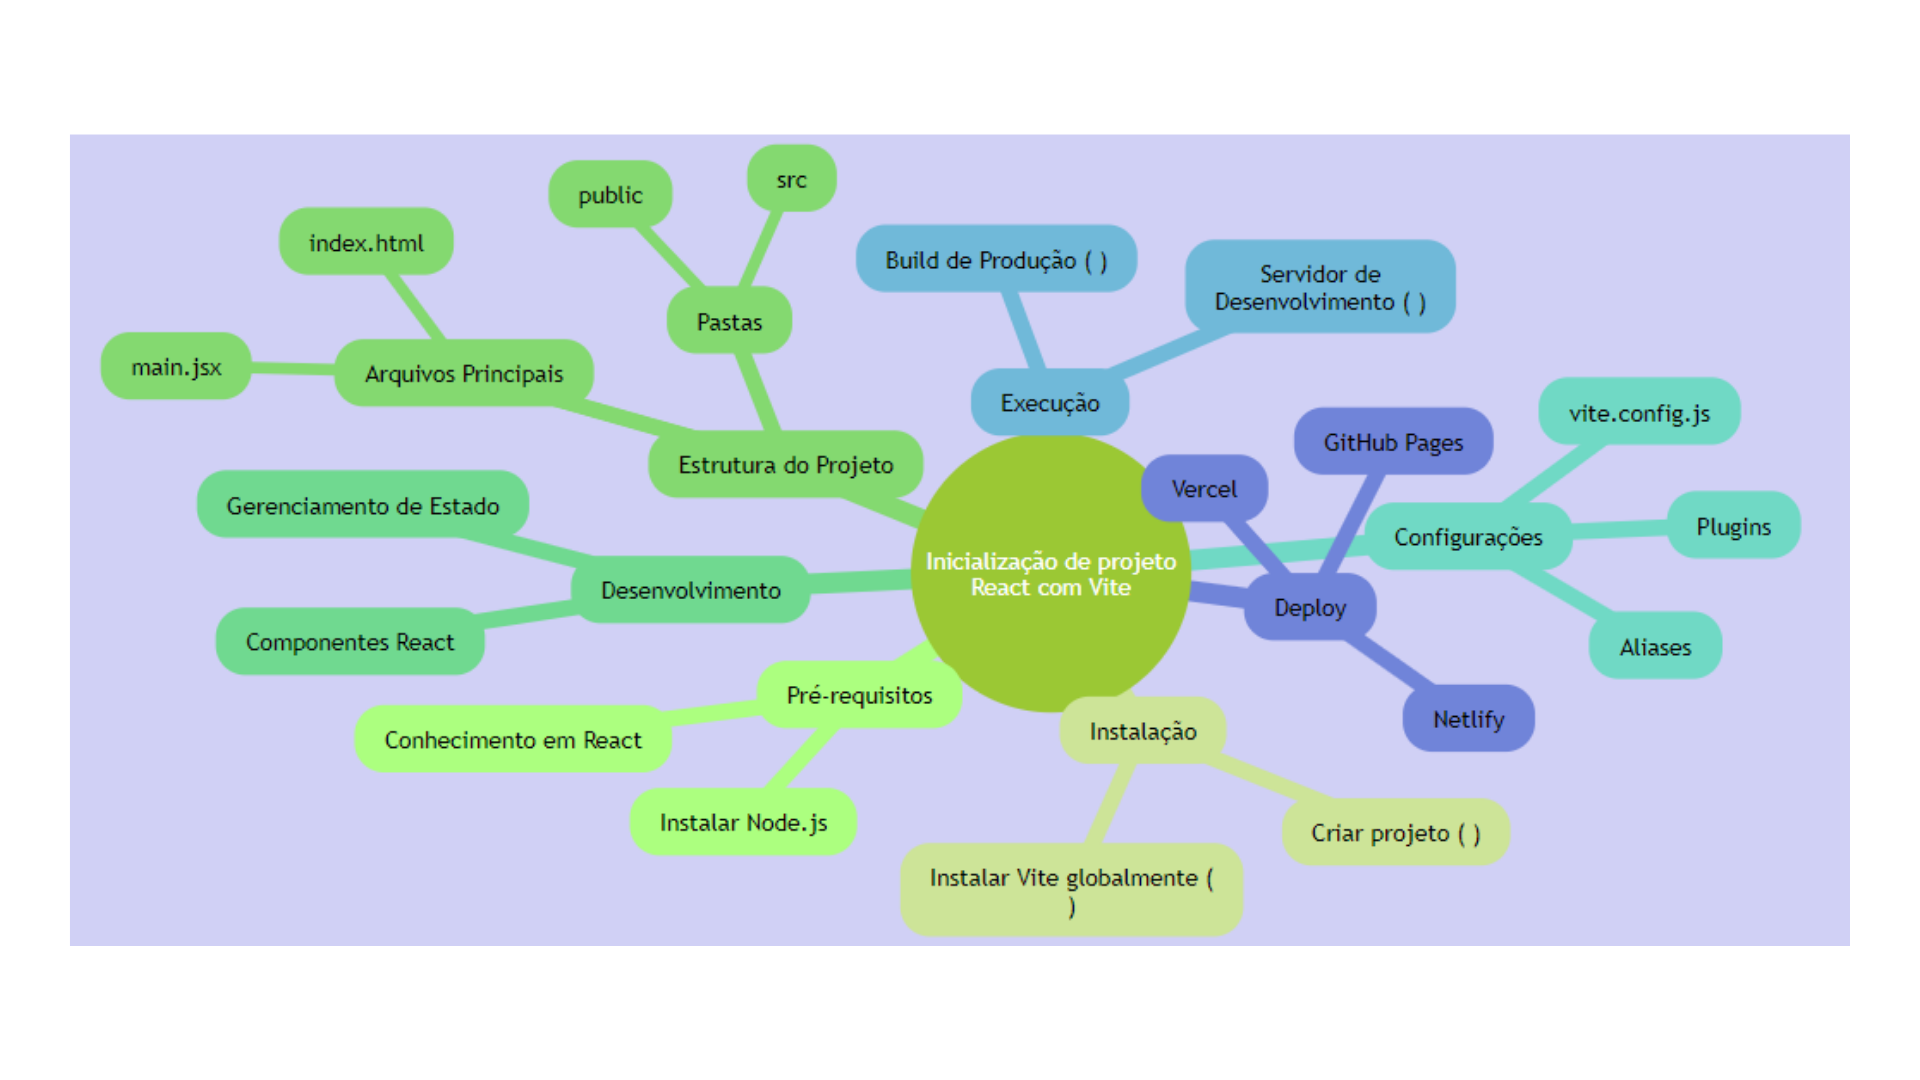 src
public
index.html
Build de Produção ( )
Servidor de
Desenvolvimento ( )
Pastas
main.jsx
Arquivos Principais
Execução
vite.config.js
GitHub Pages
Estrutura do Projeto
Vercel
Gerenciamento de Estado
Plugins
Configurações
Inicialização de projeto
React com Vite
Desenvolvimento
Deploy
Componentes React
Aliases
Pré-requisitos
Netlify
Instalação
Conhecimento em React
Instalar Node.js
Criar projeto ( )
Instalar Vite globalmente (
)